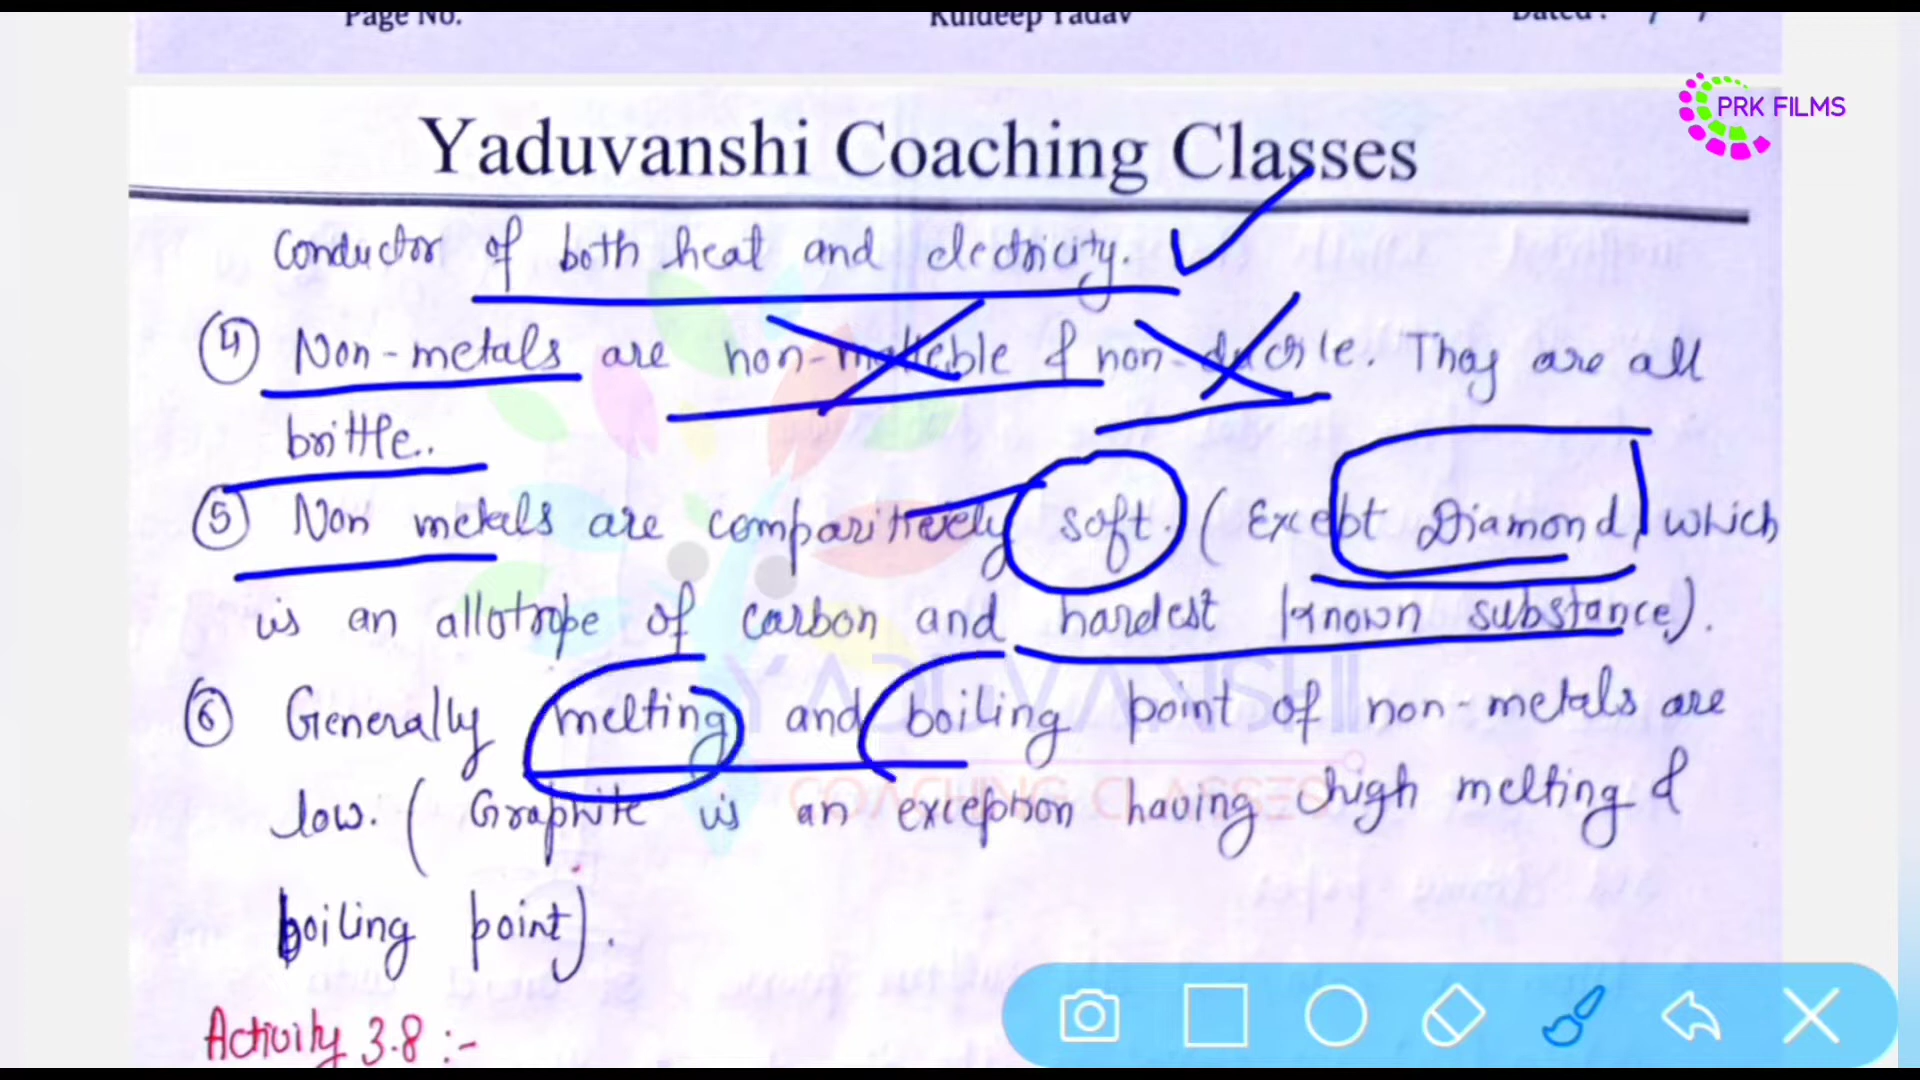 Page No.
Kuldeep Yadav
Dated : / /
PRK FILMS
Yaduvanshi Coaching Classes
Conductor of both heat and electricity.
④ Non-metals are non-malleble & non-ductile. They are all
brittle..
⑤ Non metals are comparitively soft. (Except Diamond, which
is an allotrope of carbon and hardest known substance).
⑥ Generally melting and boiling point of non-metals are
low. ( Graphite is an exception having high melting &
boiling point).
YADUVANSHI
COACHING CLASSES
Activity 3.8 :-